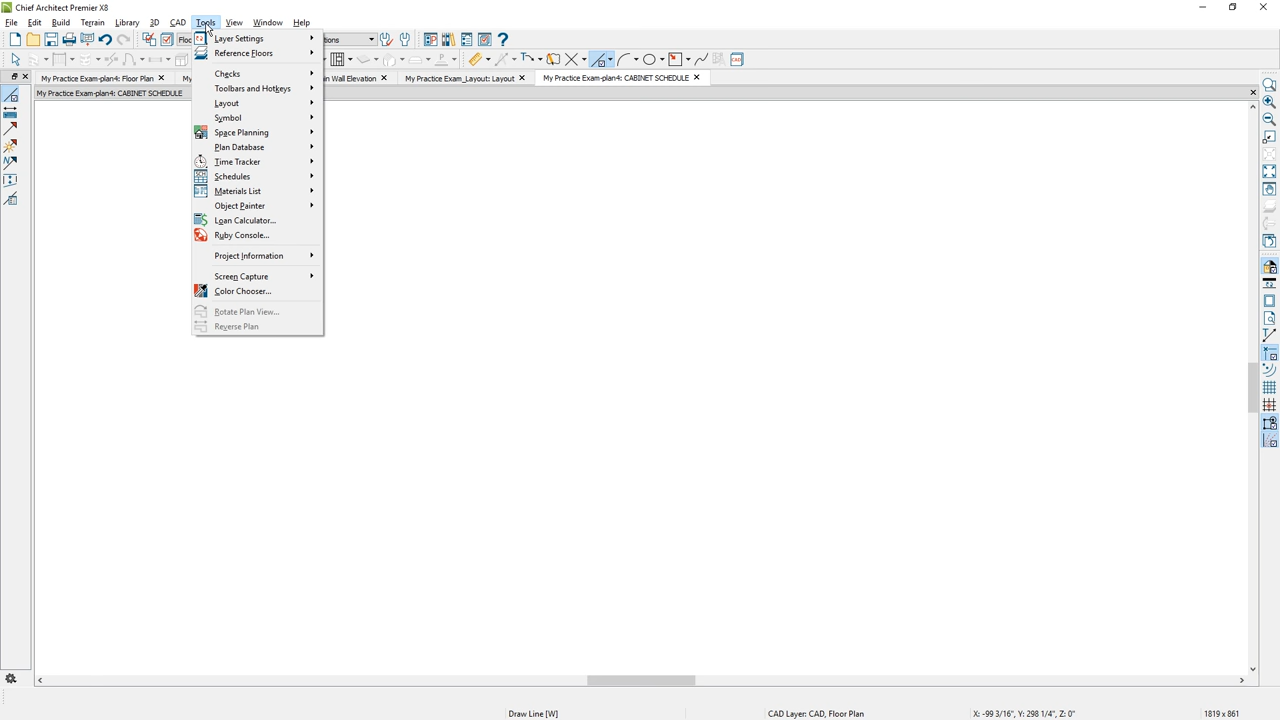 Chief Architect Premier X8
File Edit Build Terrain Library 3D CAD Tools View Window Help
My Practice Exam-plan4: Floor Plan
Wall Elevation
My Practice Exam_Layout: Layout
My Practice Exam-plan4: CABINET SCHEDULE
My Practice Exam-plan4: CABINET SCHEDULE
Layer Settings
Reference Floors
Checks
Toolbars and Hotkeys
Layout
Symbol
Space Planning
Plan Database
Time Tracker
Schedules
Materials List
Object Painter
Loan Calculator...
Ruby Console...
Project Information
Screen Capture
Color Chooser...
Rotate Plan View...
Reverse Plan
Draw Line [W]
CAD Layer: CAD, Floor Plan
X: -99 3/16", Y: 298 1/4", Z: 0"
1819 x 861